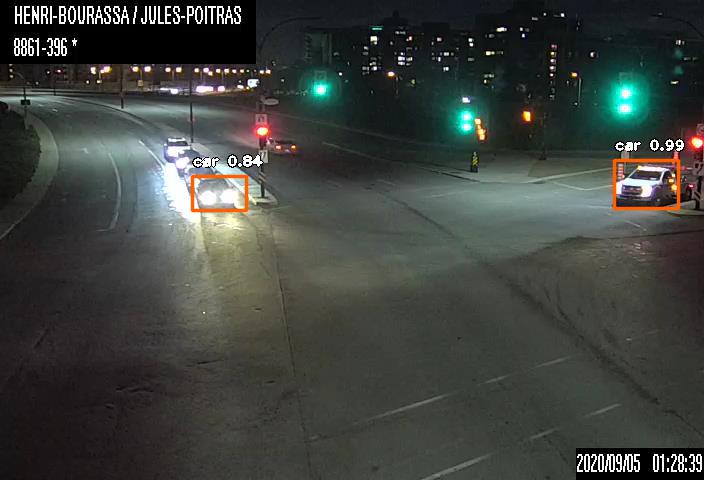 HENRI-BOURASSA / JULES-POITRAS
8861-396 *
car 0.84
car 0.99
2020/09/05 01:28:39